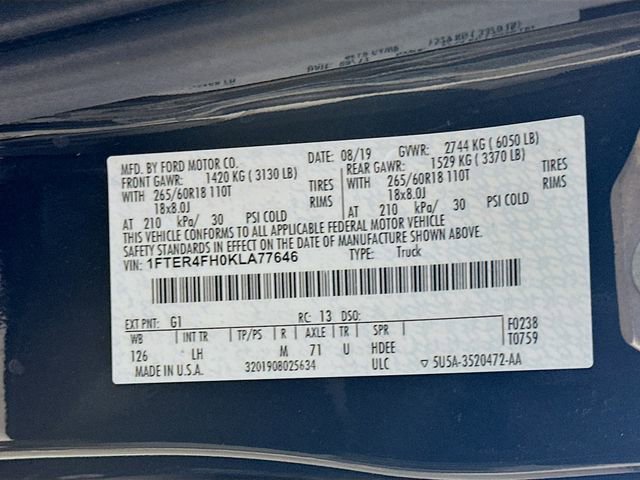 MFD. BY FORD MOTOR CO.
DATE: 08/19 GVWR: 2744 KG ( 6050 LB)
FRONT GAWR: 1420 KG ( 3130 LB) REAR GAWR: 1529 KG ( 3370 LB)
WITH 265/60R18 110T TIRES WITH 265/60R18 110T TIRES
18x8.0J RIMS 18x8.0J RIMS
AT 210 kPa/ 30 PSI COLD AT 210 kPa/ 30 PSI COLD
THIS VEHICLE CONFORMS TO ALL APPLICABLE FEDERAL MOTOR VEHICLE
SAFETY STANDARDS IN EFFECT ON THE DATE OF MANUFACTURE SHOWN ABOVE.
VIN: 1FTER4FH0KLA77646 TYPE: Truck
EXT PNT: G1 RC: 13 DSO: F0238
WB INT TR TP/PS R AXLE TR SPR T0759
126 LH M 71 U HDEE
MADE IN U.S.A. 3201908025634 ULC ▽ 5U5A-3520472-AA